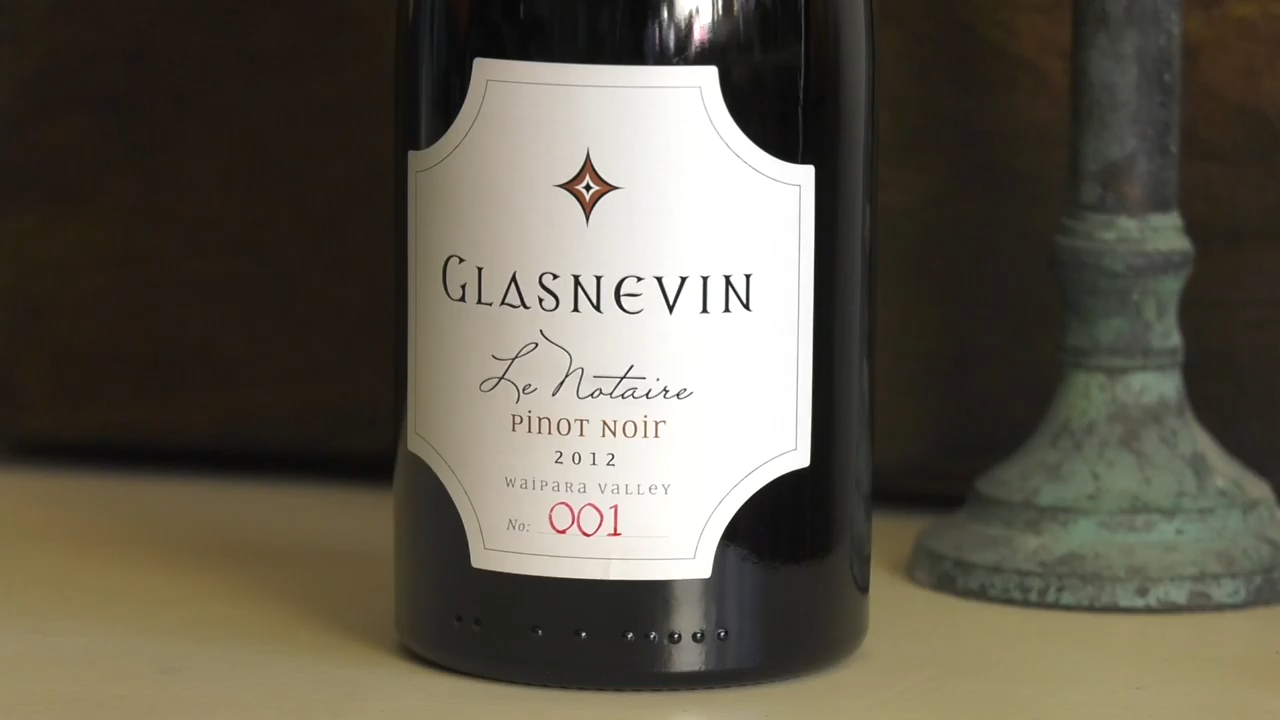 GLASNEVIN
Le Notaire
Pinot Noir
2012
Waipara Valley
No: 001